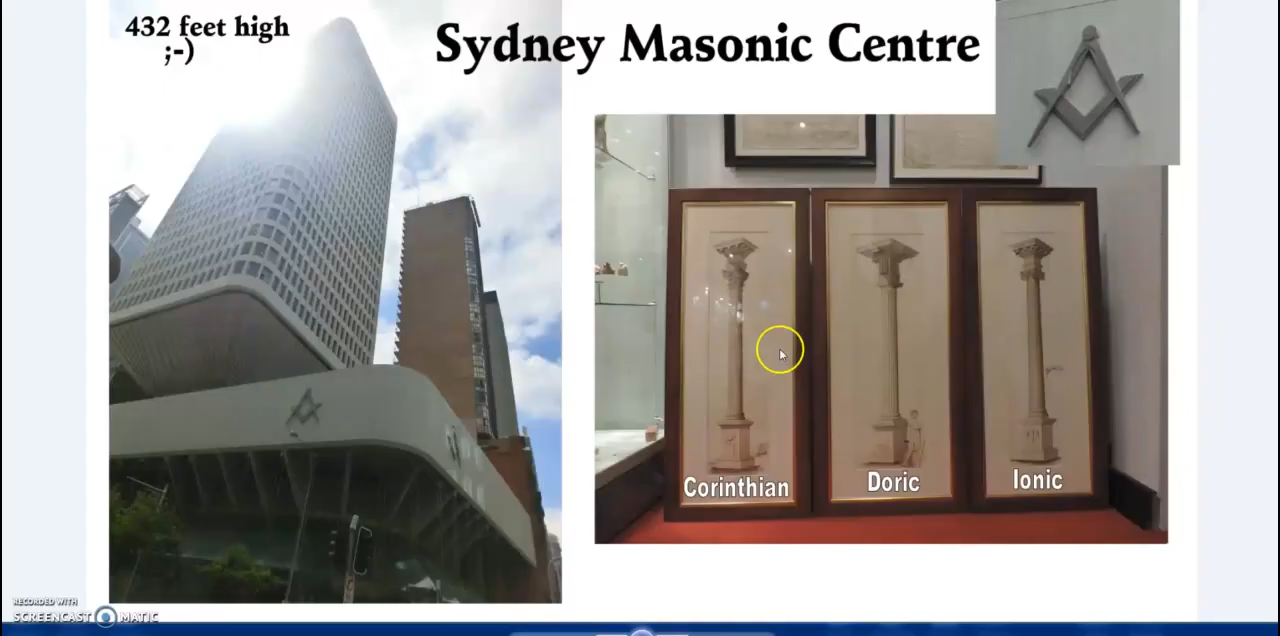 432 feet high
;-)
Sydney Masonic Centre
Corinthian
Doric
Ionic
RECORDED WITH
SCREENCAST MATIC